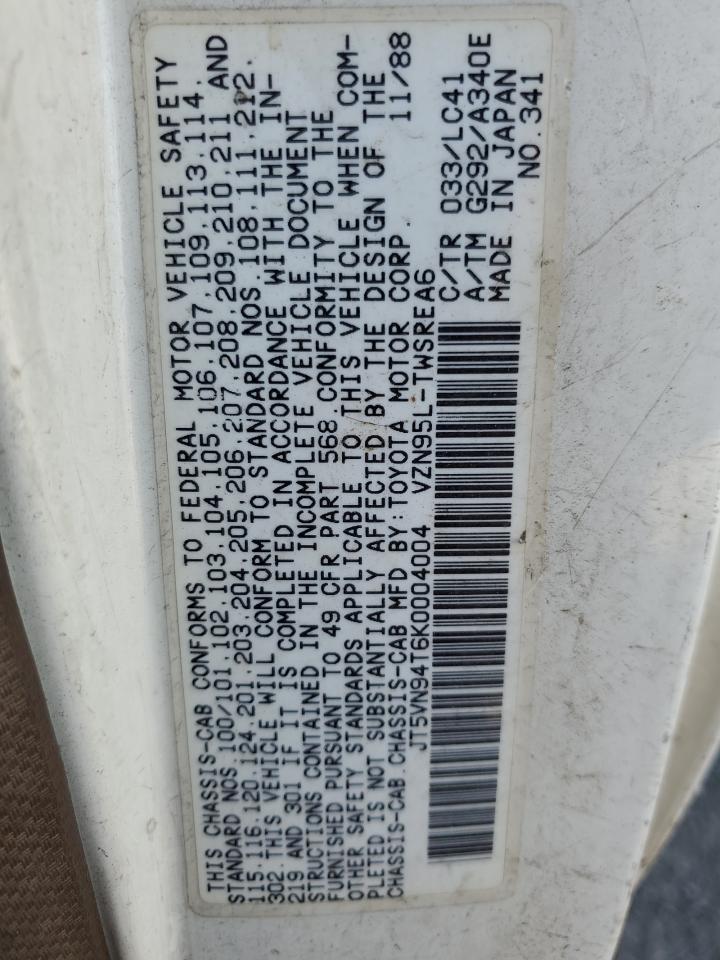 THIS CHASSIS-CAB CONFORMS TO FEDERAL MOTOR VEHICLE SAFETY
STANDARD NOS.100/101.102.103.104.105.106.107.109.113.114.
115.116.120.124.201.203.204.205.206.207.208.209.210.211 AND
302.THIS VEHICLE WILL CONFORM TO STANDARD NOS.108.111.212.
219 AND 301 IF IT IS COMPLETED IN ACCORDANCE WITH THE IN-
STRUCTIONS CONTAINED IN THE INCOMPLETE VEHICLE DOCUMENT
FURNISHED PURSUANT TO 49 CFR PART 568.CONFORMITY TO THE
OTHER SAFETY STANDARDS APPLICABLE TO THIS VEHICLE WHEN COM-
PLETED IS NOT SUBSTANTIALLY AFFECTED BY THE DESIGN OF THE
CHASSIS-CAB.CHASSIS-CAB MFD BY:TOYOTA MOTOR CORP. 11/88
JT5VN94T6K0004004 VZN95L-TWSREA6
C/TR 033/LC41
A/TM G292/A340E
MADE IN JAPAN
NO.341